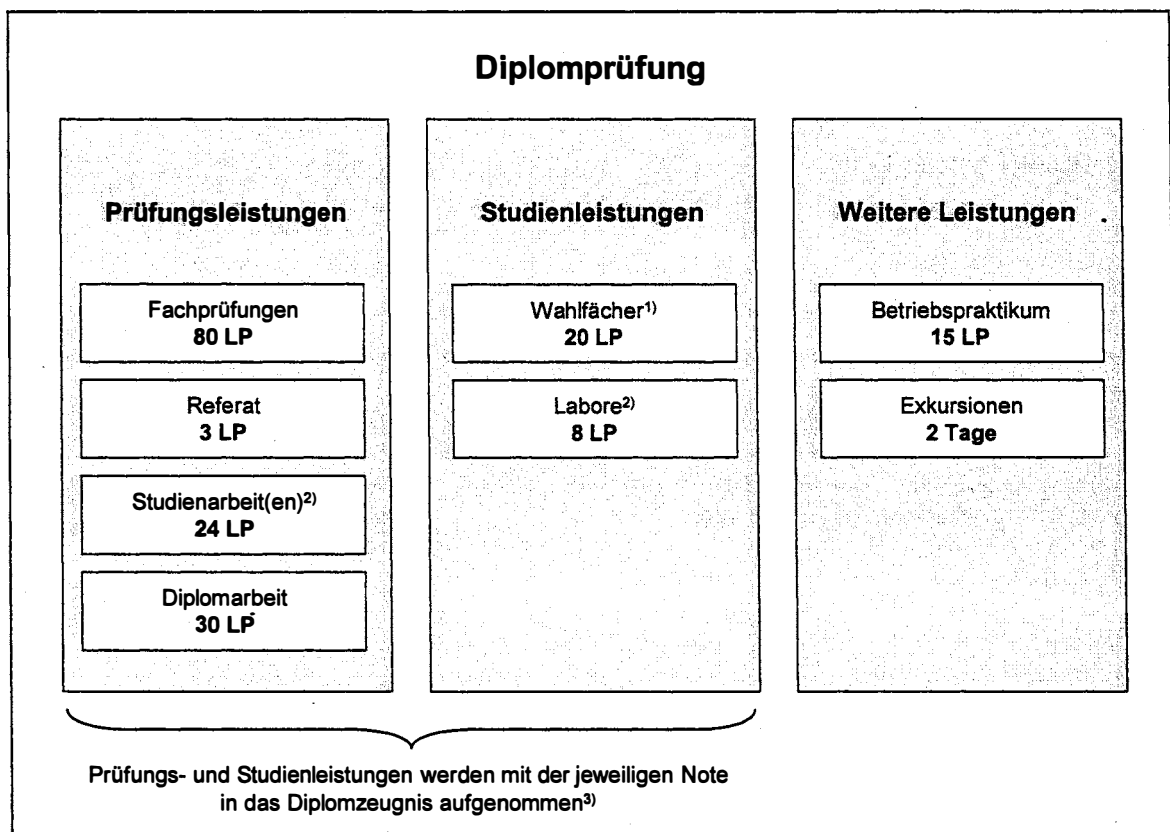 Diplomprüfung
Prüfungsleistungen
Fachprüfungen
80 LP
Referat
3 LP
Studienarbeit(en)²⁾
24 LP
Diplomarbeit
30 LP
Studienleistungen
Wahlfächer¹⁾
20 LP
Labore²⁾
8 LP
Weitere Leistungen
Betriebspraktikum
15 LP
Exkursionen
2 Tage
Prüfungs- und Studienleistungen werden mit der jeweiligen Note
in das Diplomzeugnis aufgenommen³⁾